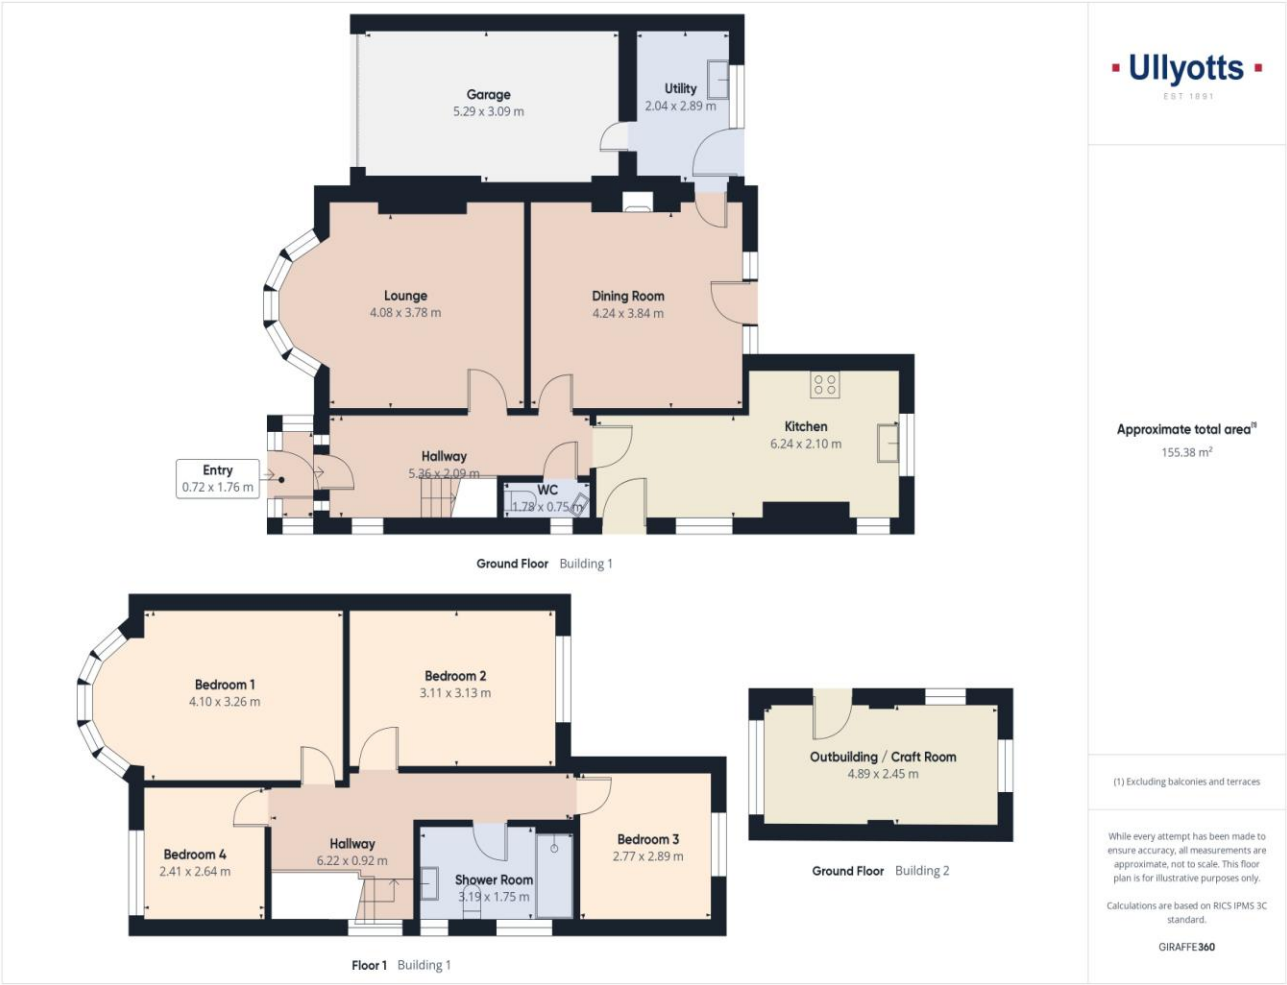 Garage
5.29 x 3.09 m
Utility
2.04 x 2.89 m
Lounge
4.08 x 3.78 m
Dining Room
4.24 x 3.84 m
Kitchen
6.24 x 2.10 m
Hallway
5.36 x 2.09 m
Entry
0.72 x 1.76 m
WC
1.78 x 0.75 m
Ground Floor Building 1
Bedroom 1
4.10 x 3.26 m
Bedroom 2
3.11 x 3.13 m
Bedroom 3
2.77 x 2.89 m
Bedroom 4
2.41 x 2.64 m
Hallway
6.22 x 0.92 m
Shower Room
3.19 x 1.75 m
Floor 1 Building 1
Outbuilding / Craft Room
4.89 x 2.45 m
Ground Floor Building 2
Ullyotts
EST 1891
Approximate total area(1)
155.38 m²
(1) Excluding balconies and terraces
While every attempt has been made to
ensure accuracy, all measurements are
approximate, not to scale. This floor
plan is for illustrative purposes only.
Calculations are based on RICS IPMS 3C
standard.
GIRAFFE360